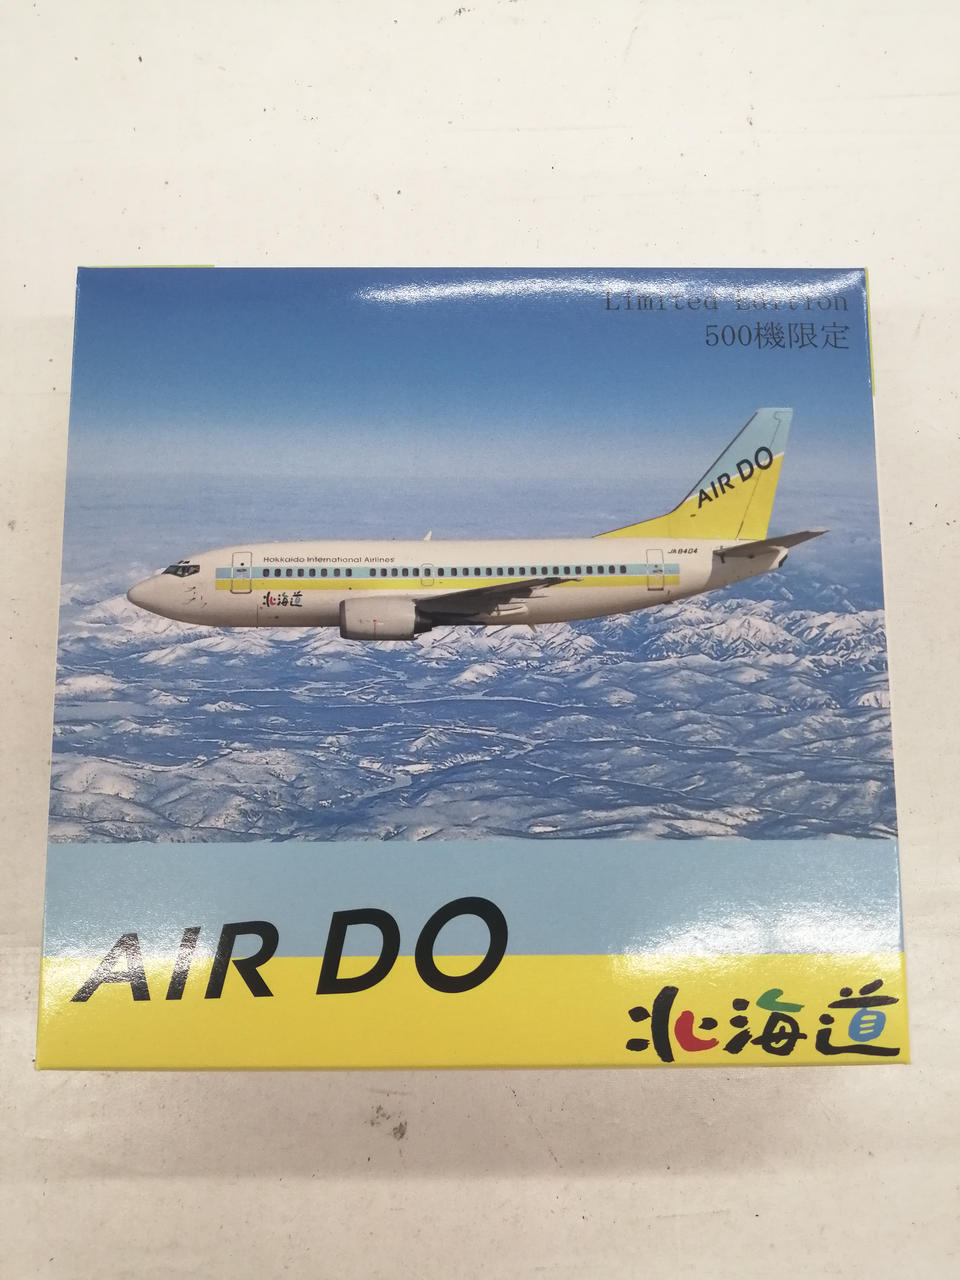 Limited Edition
500機限定
AIR DO
Hokkaido International Airlines
JA8404
北海道
AIR DO
北海道